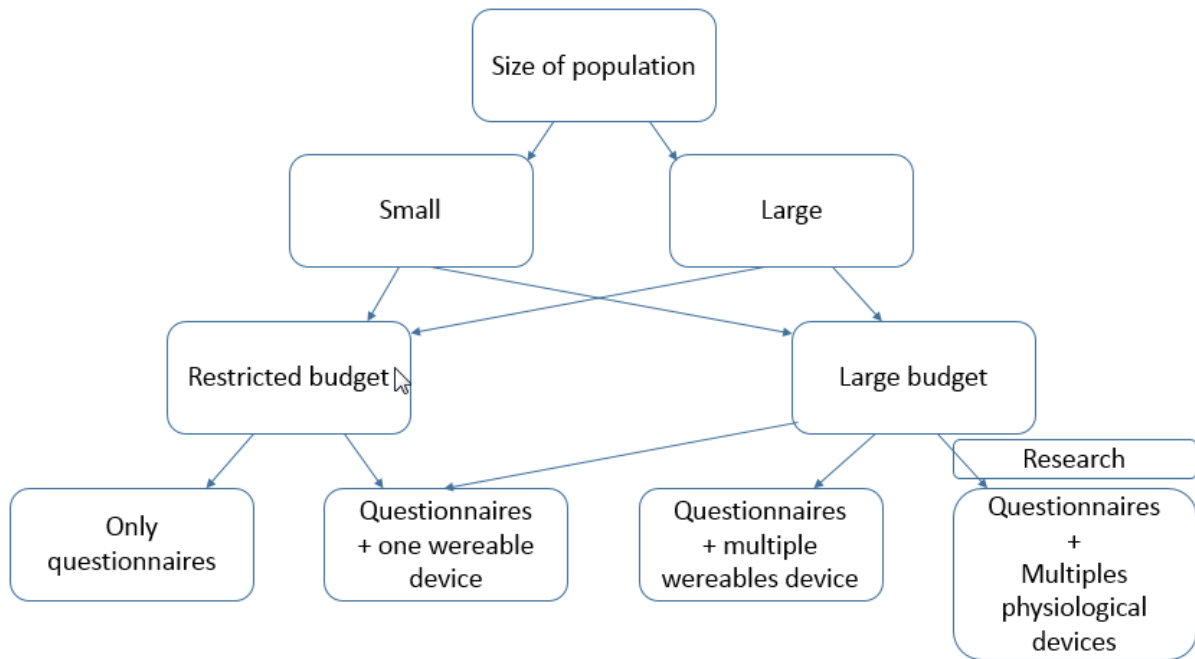 Size of population
Small
Large
Restricted budget
Large budget
Research
Only
questionnaires
Questionnaires
+ one wereable
device
Questionnaires
+ multiple
wereables device
Questionnaires
+
Multiples
physiological
devices